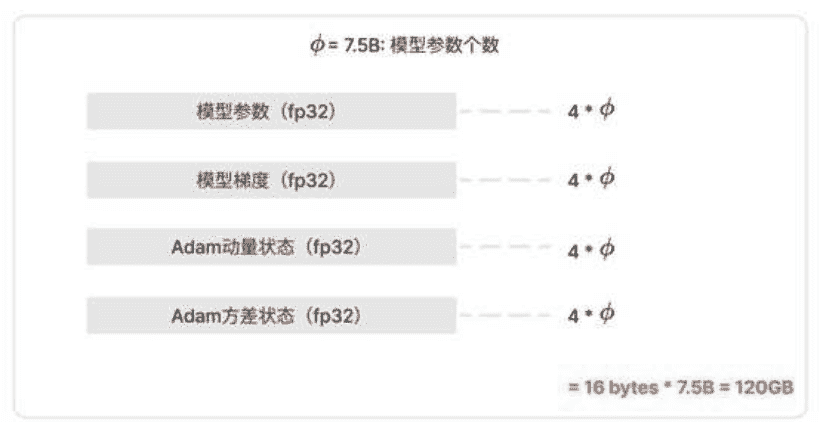 ϕ = 7.5B: 模型参数个数
模型参数（fp32） 4 * ϕ
模型梯度（fp32） 4 * ϕ
Adam动量状态（fp32） 4 * ϕ
Adam方差状态（fp32） 4 * ϕ
= 16 bytes * 7.5B = 120GB